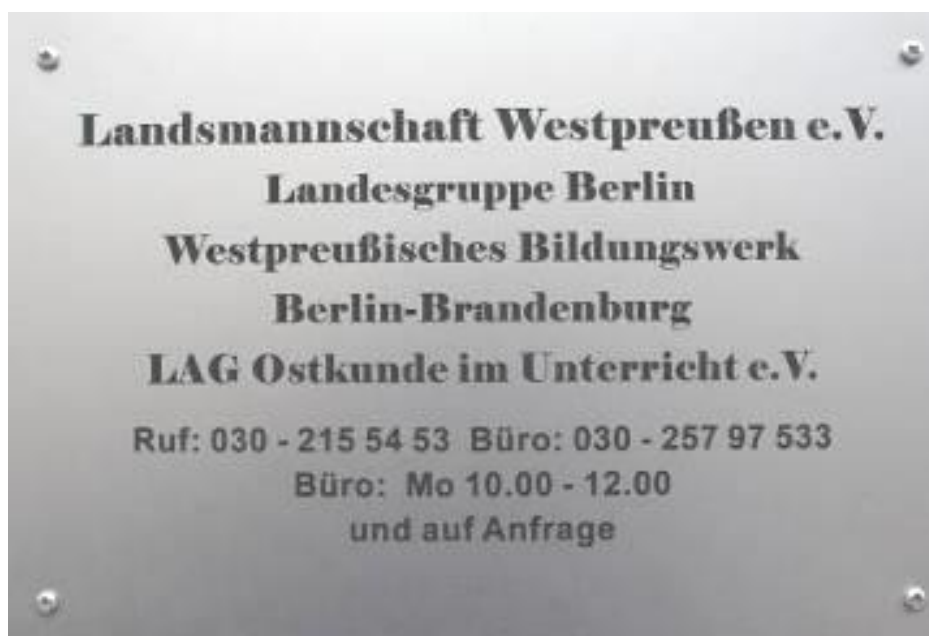 Landsmannschaft Westpreußen e.V.
Landesgruppe Berlin
Westpreußisches Bildungswerk
Berlin-Brandenburg
LAG Ostkunde im Unterricht e.V.
Ruf: 030 - 215 54 53 Büro: 030 - 257 97 533
Büro: Mo 10.00 - 12.00
und auf Anfrage